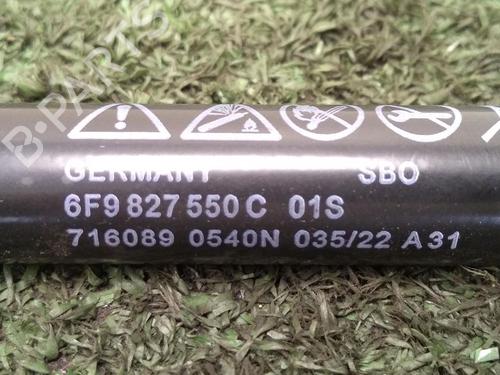 B-PARTS
GERMANY SBO
6F9 827 550 C 01S
716089 0540N 035/22 A31